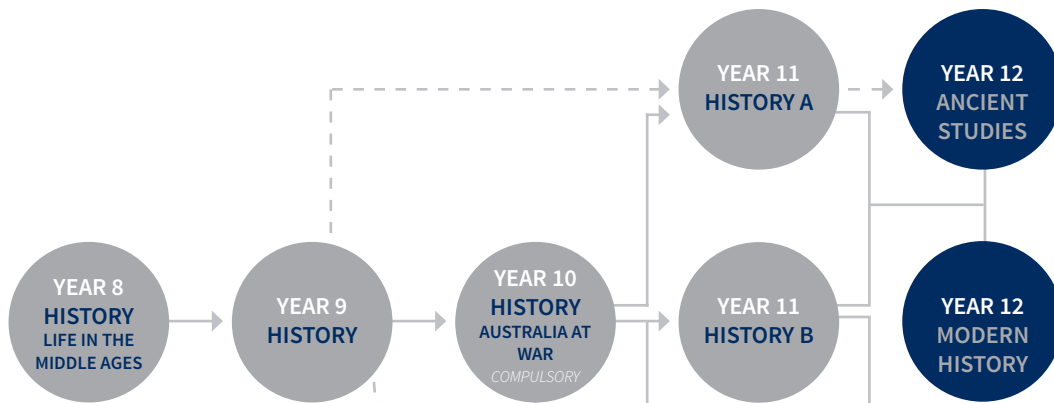 YEAR 11
HISTORY A
YEAR 12
ANCIENT
STUDIES
YEAR 8
HISTORY
LIFE IN THE
MIDDLE AGES
YEAR 9
HISTORY
YEAR 10
HISTORY
AUSTRALIA AT
WAR
COMPULSORY
YEAR 11
HISTORY B
YEAR 12
MODERN
HISTORY